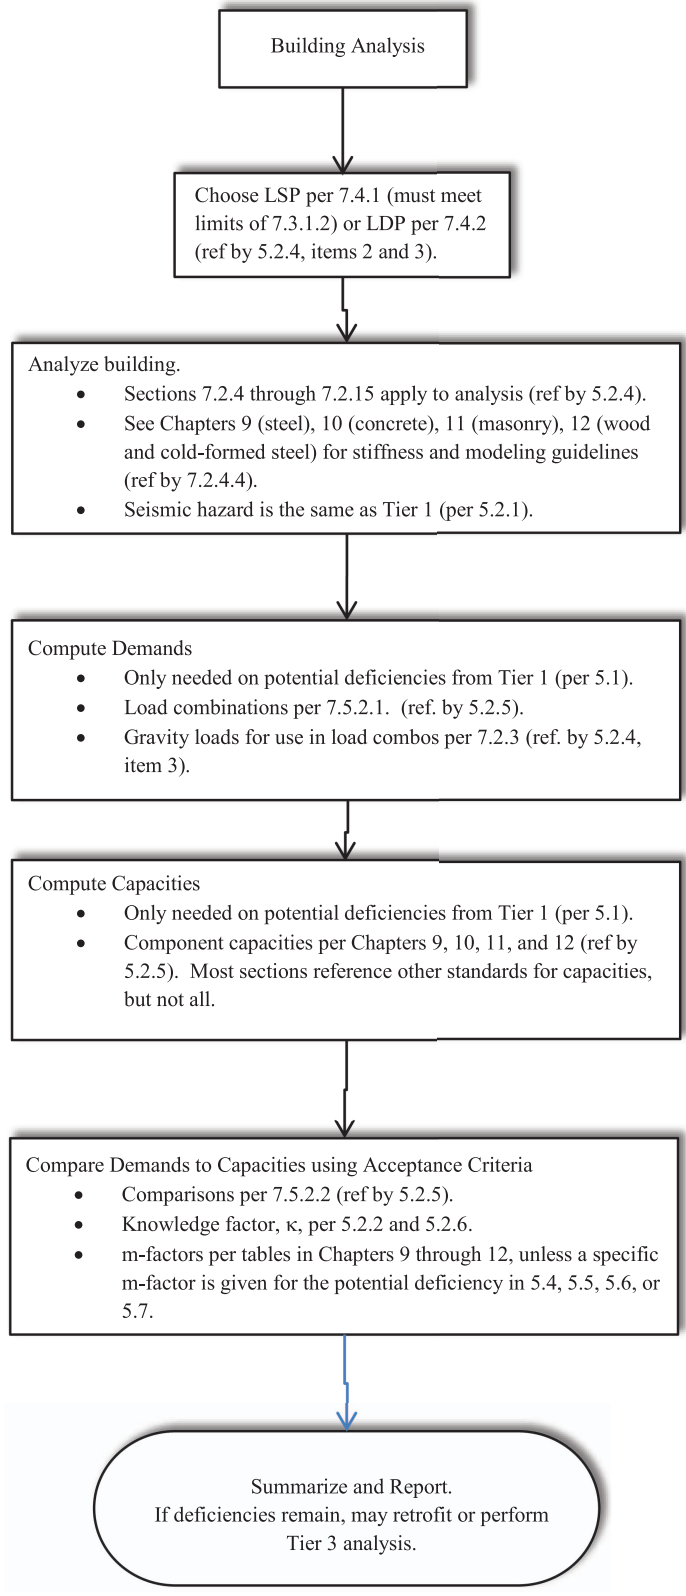 Building Analysis
Choose LSP per 7.4.1 (must meet
limits of 7.3.1.2) or LDP per 7.4.2
(ref by 5.2.4, items 2 and 3).
Analyze building.
• Sections 7.2.4 through 7.2.15 apply to analysis (ref by 5.2.4).
• See Chapters 9 (steel), 10 (concrete), 11 (masonry), 12 (wood
and cold-formed steel) for stiffness and modeling guidelines
(ref by 7.2.4.4).
• Seismic hazard is the same as Tier 1 (per 5.2.1).
Compute Demands
• Only needed on potential deficiencies from Tier 1 (per 5.1).
• Load combinations per 7.5.2.1. (ref. by 5.2.5).
• Gravity loads for use in load combos per 7.2.3 (ref. by 5.2.4,
item 3).
Compute Capacities
• Only needed on potential deficiencies from Tier 1 (per 5.1).
• Component capacities per Chapters 9, 10, 11, and 12 (ref by
5.2.5). Most sections reference other standards for capacities,
but not all.
Compare Demands to Capacities using Acceptance Criteria
• Comparisons per 7.5.2.2 (ref by 5.2.5).
• Knowledge factor, κ, per 5.2.2 and 5.2.6.
• m-factors per tables in Chapters 9 through 12, unless a specific
m-factor is given for the potential deficiency in 5.4, 5.5, 5.6, or
5.7.
Summarize and Report.
If deficiencies remain, may retrofit or perform
Tier 3 analysis.